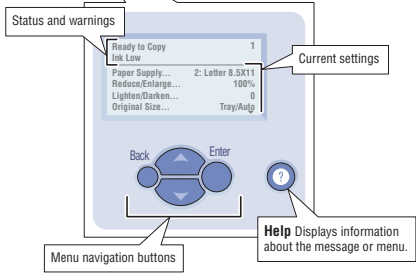 Status and warnings
Ready to Copy 1
Ink Low
Current settings
Paper Supply... 2: Letter 8.5X11
Reduce/Enlarge... 100%
Lighten/Darken... 0
Original Size... Tray/Auto
Back
Enter
?
Help Displays information
about the message or menu.
Menu navigation buttons